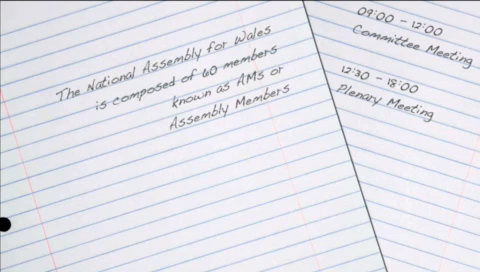 The National Assembly for Wales
is composed of 60 members
known as AMs or
Assembly Members
09:00 - 12:00
Committee Meeting
12:30 - 18:00
Plenary Meeting